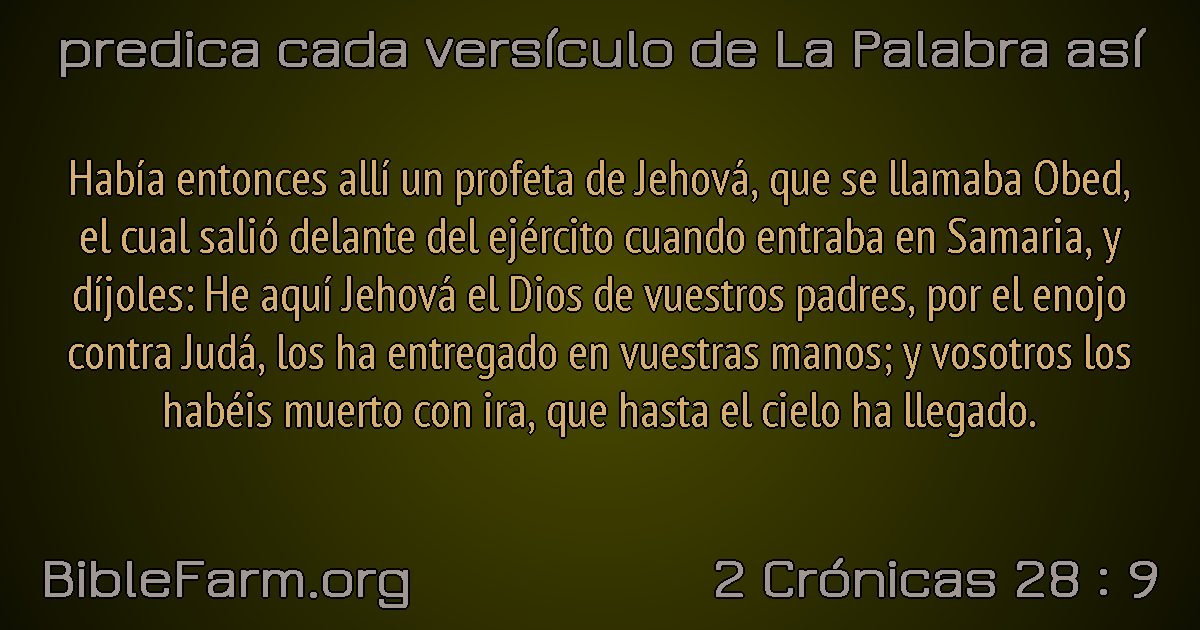 predica cada versículo de La Palabra así
Había entonces allí un profeta de Jehová, que se llamaba Obed,
el cual salió delante del ejército cuando entraba en Samaria, y
díjoles: He aquí Jehová el Dios de vuestros padres, por el enojo
contra Judá, los ha entregado en vuestras manos; y vosotros los
habéis muerto con ira, que hasta el cielo ha llegado.
BibleFarm.org
2 Crónicas 28 : 9